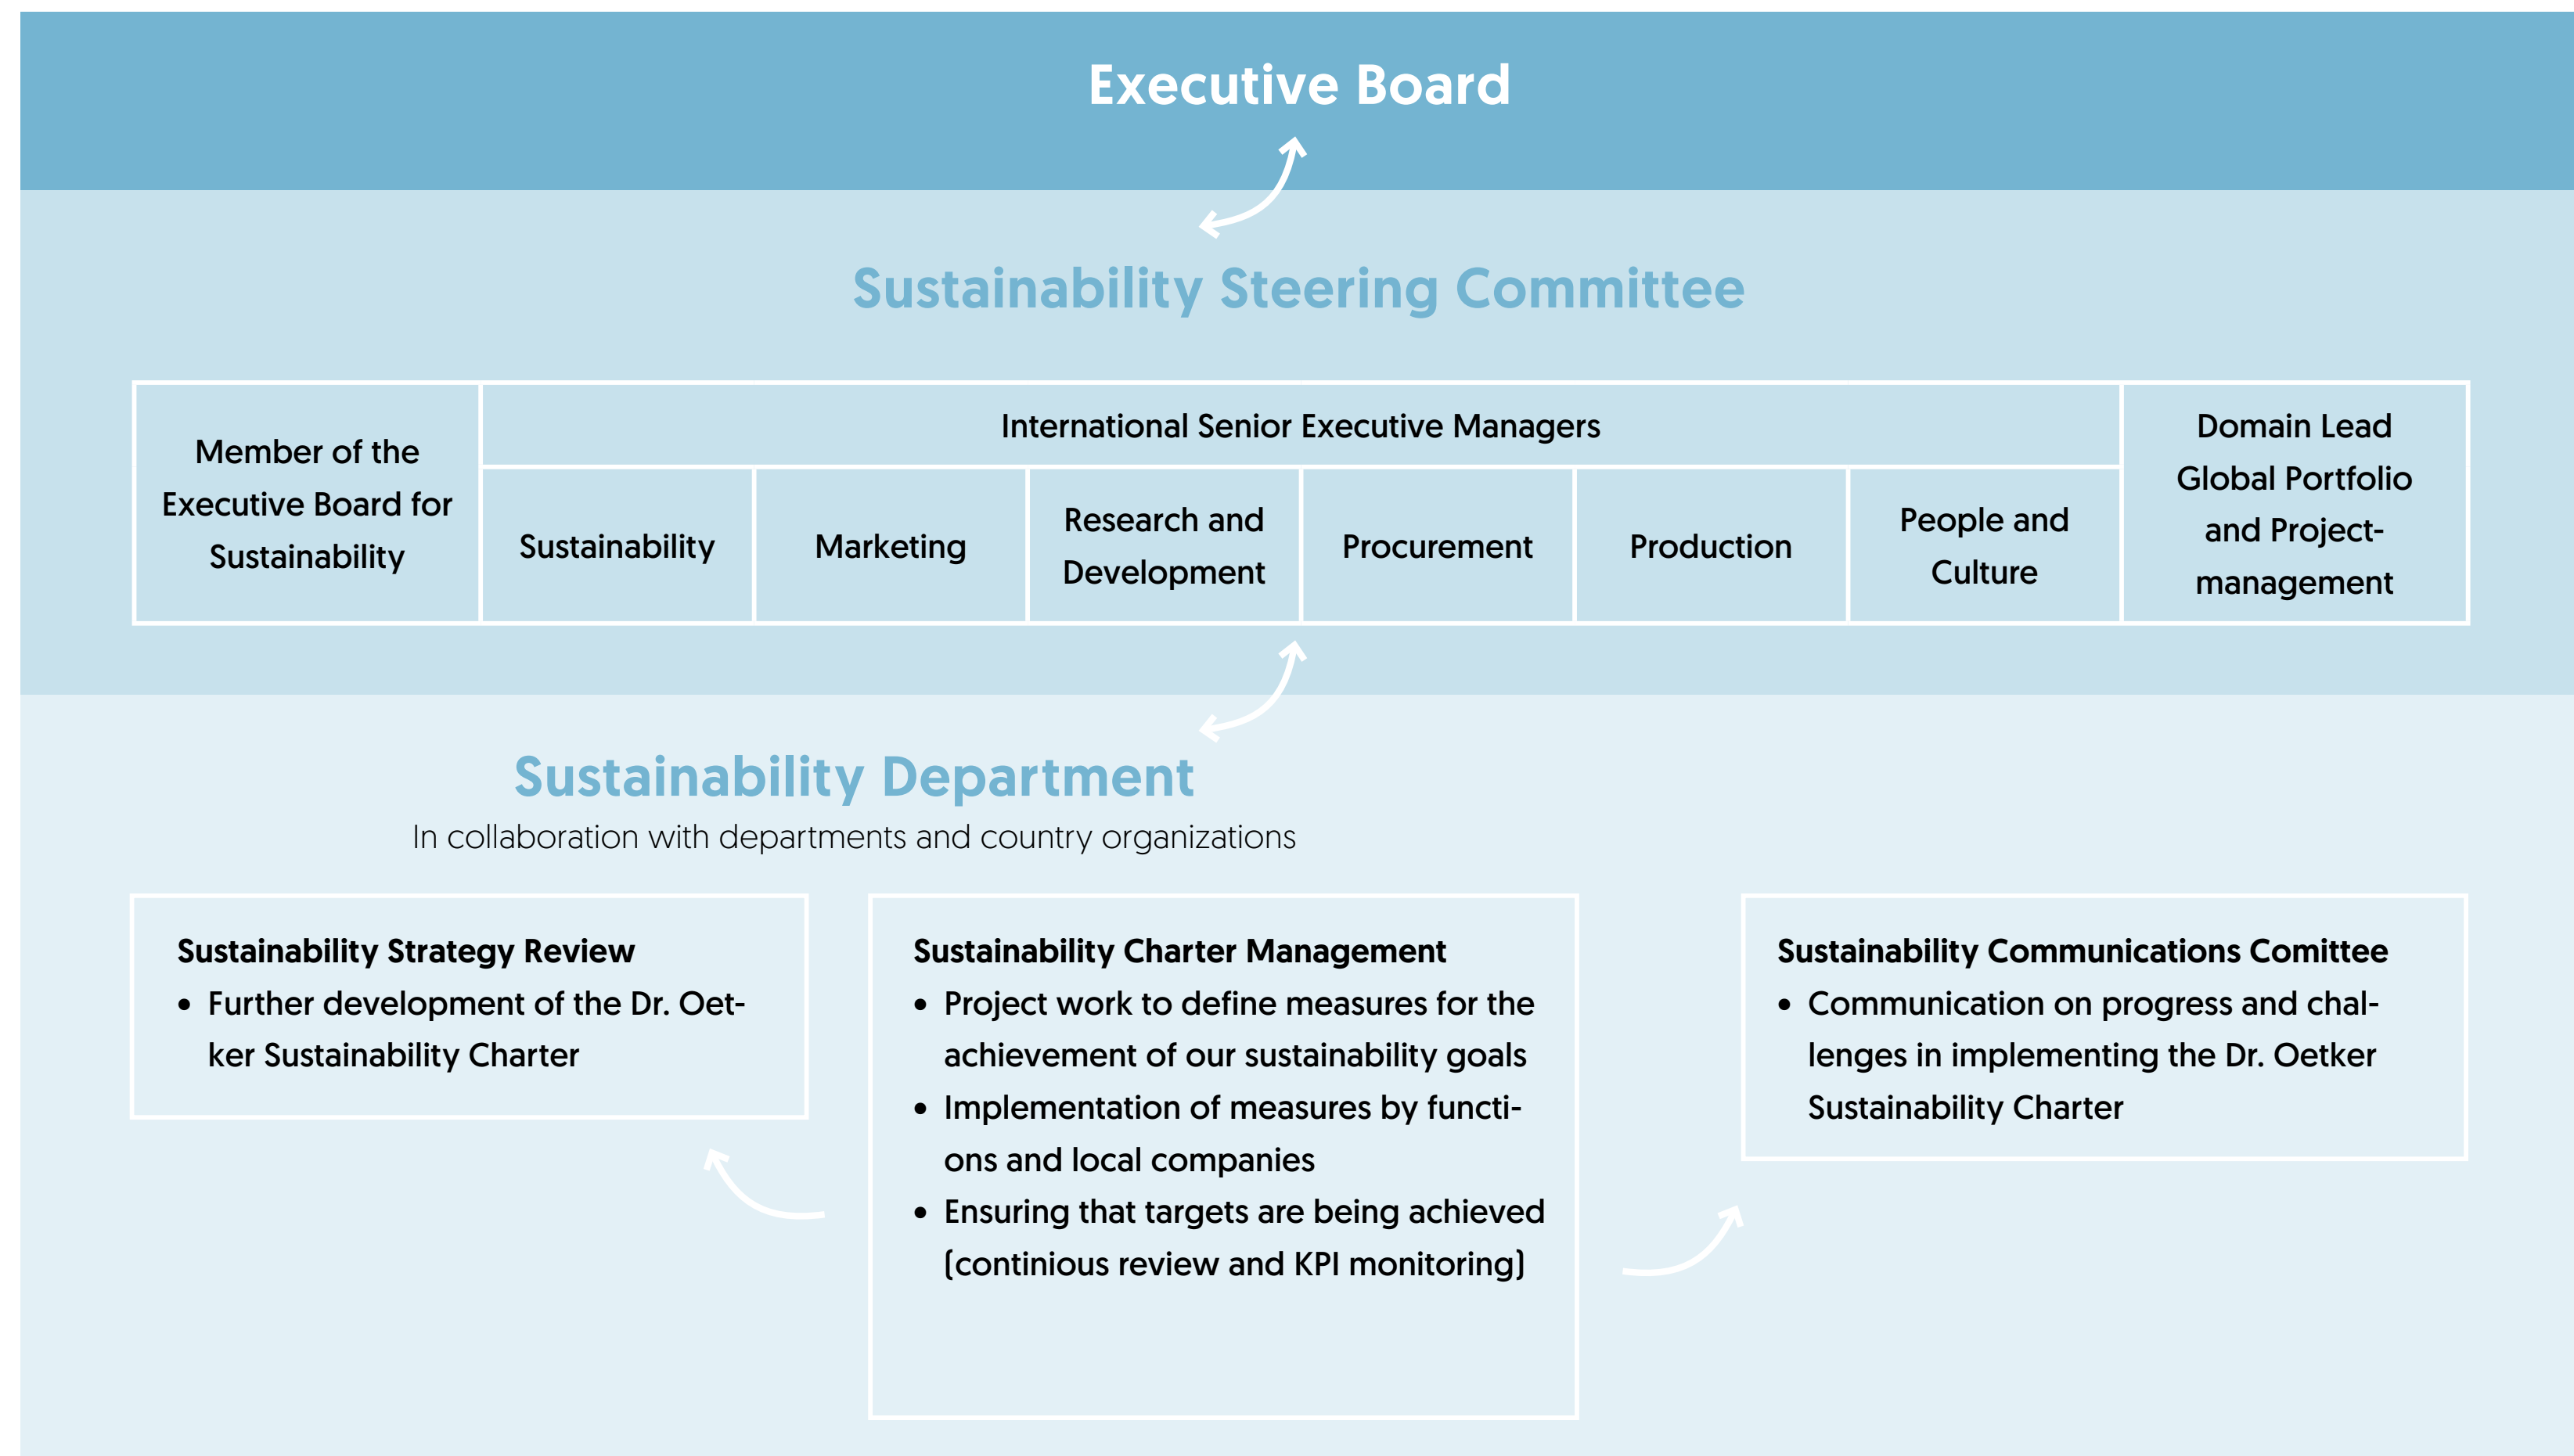 Executive Board
Sustainability Steering Committee
Member of the
Executive Board for
Sustainability
International Senior Executive Managers
Sustainability
Marketing
Research and
Development
Procurement
Production
People and
Culture
Domain Lead
Global Portfolio
and Project-
management
Sustainability Department
In collaboration with departments and country organizations
Sustainability Strategy Review
• Further development of the Dr. Oet-
ker Sustainability Charter
Sustainability Charter Management
• Project work to define measures for the
achievement of our sustainability goals
• Implementation of measures by functi-
ons and local companies
• Ensuring that targets are being achieved
(continious review and KPI monitoring)
Sustainability Communications Comittee
• Communication on progress and chal-
lenges in implementing the Dr. Oetker
Sustainability Charter